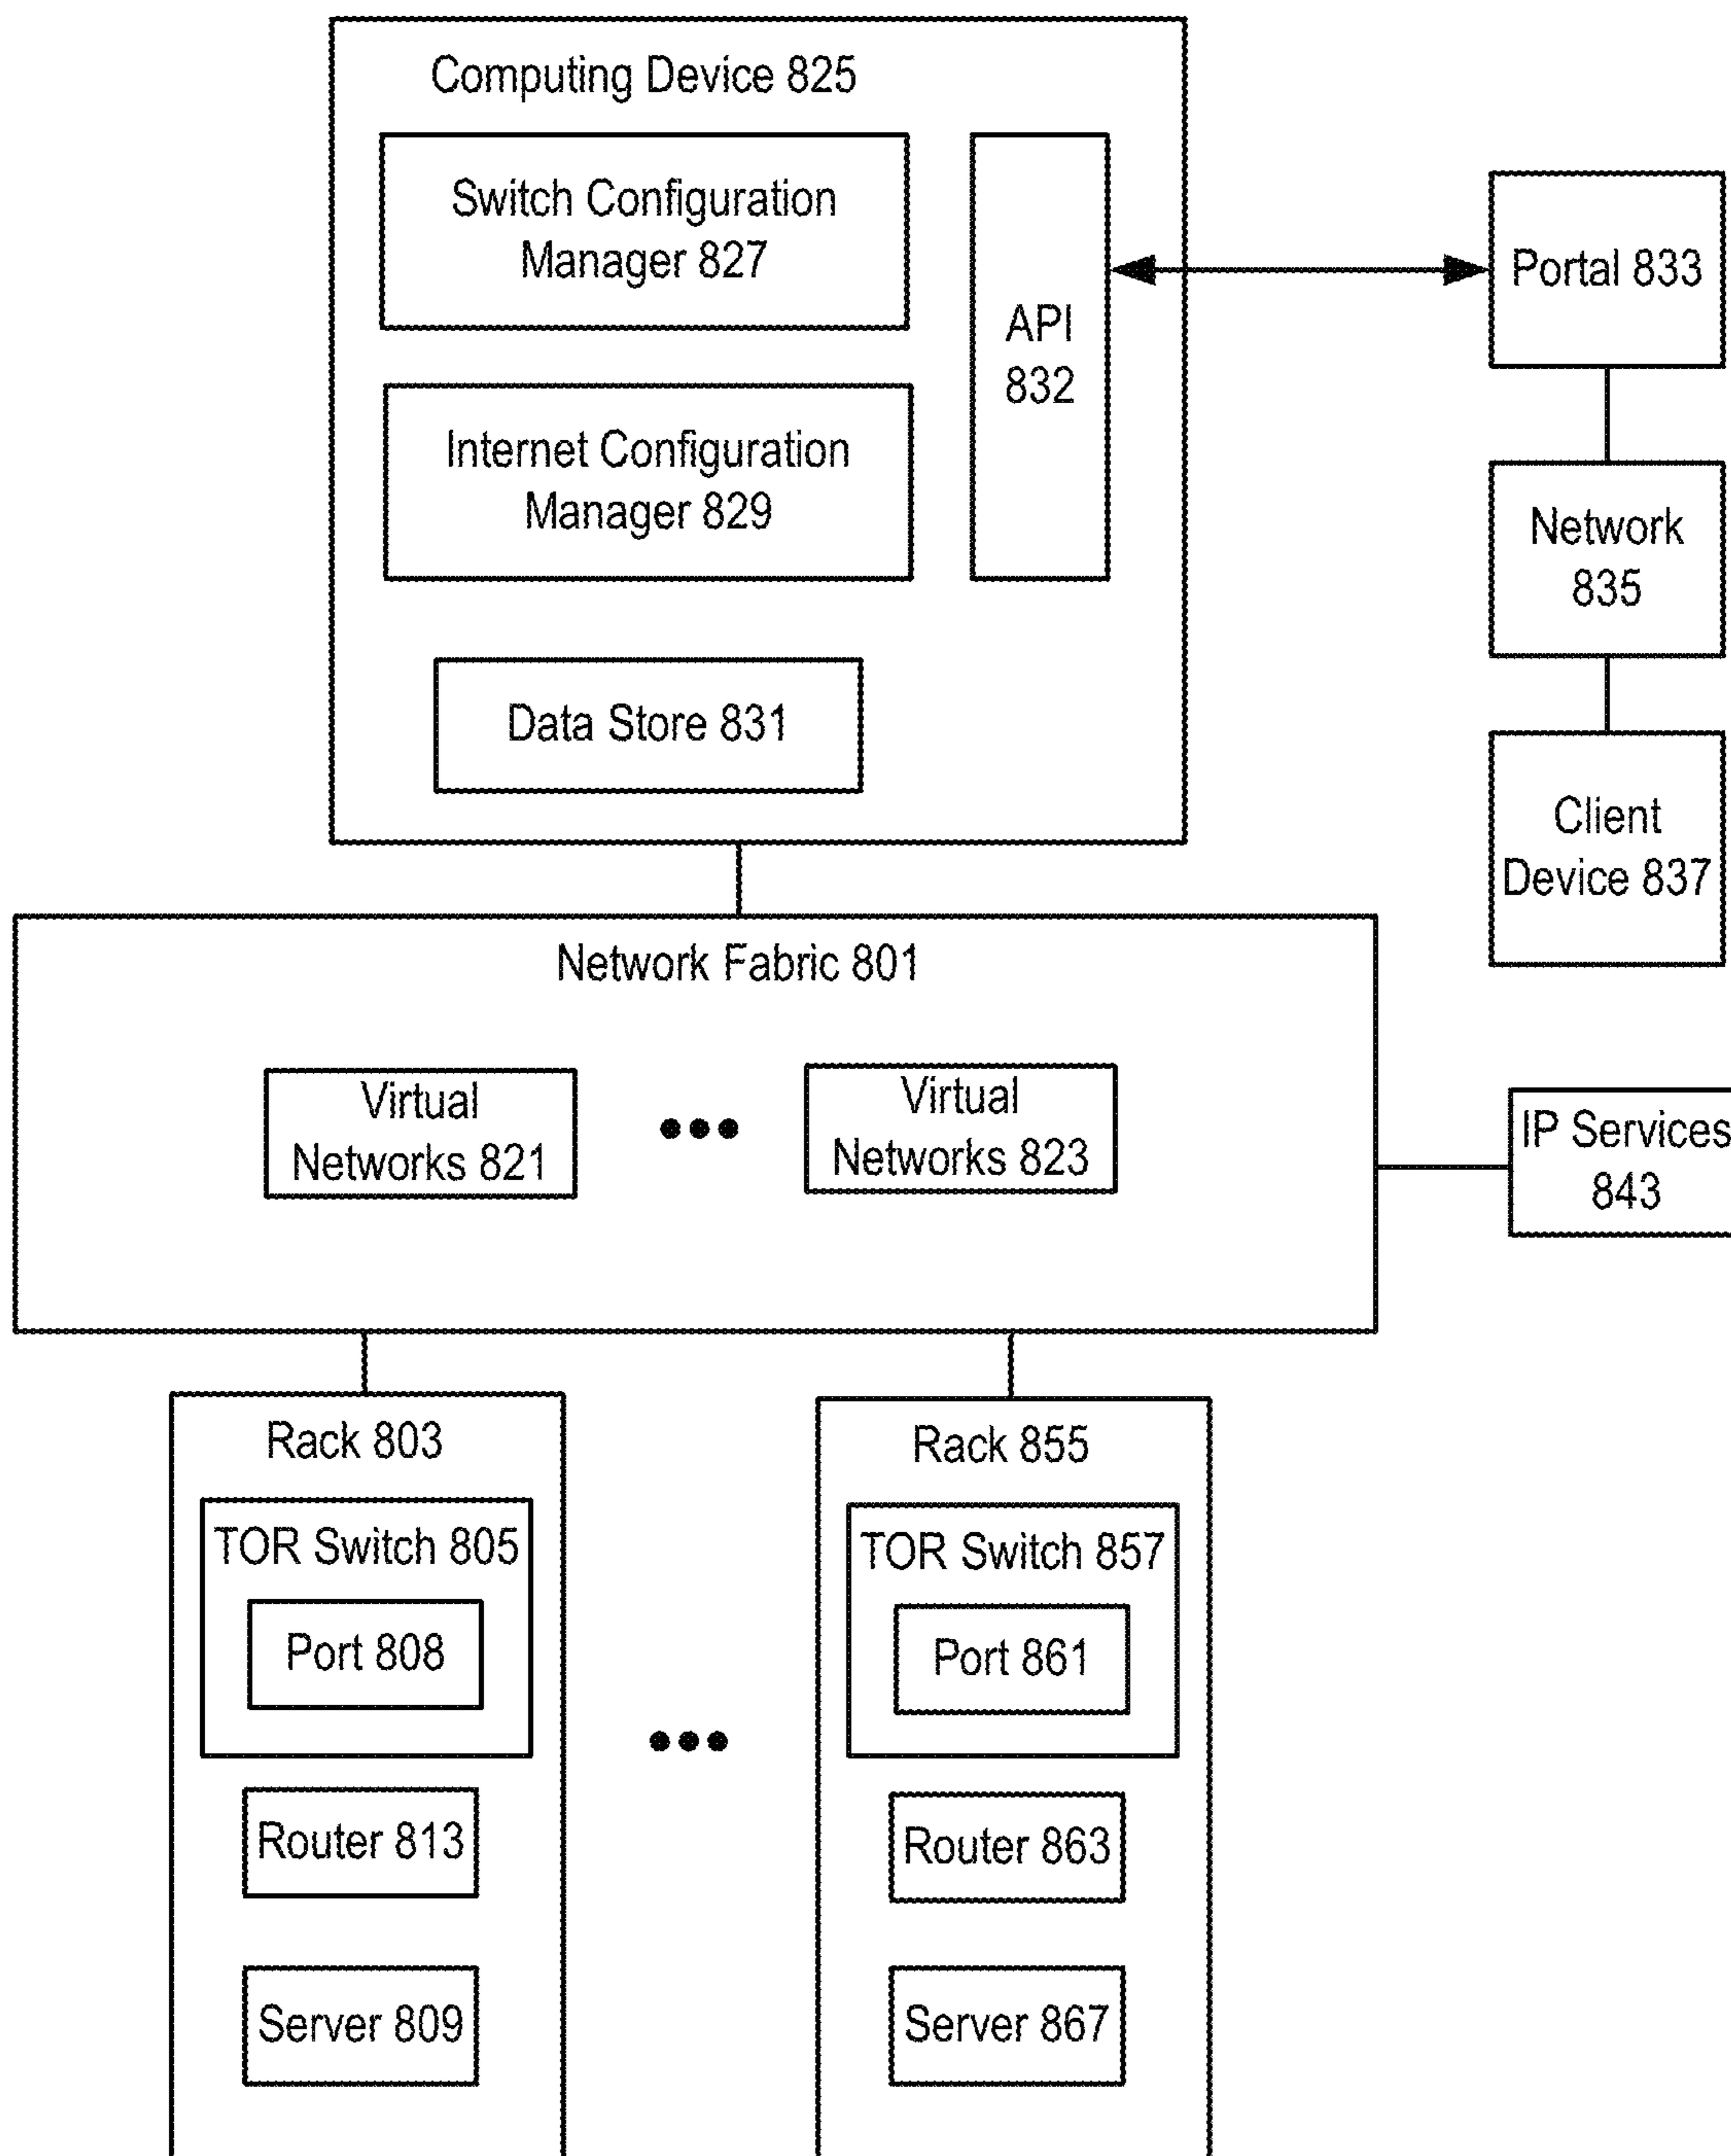 Computing Device 825
Switch Configuration
Manager 827
API
832
Internet Configuration
Manager 829
Data Store 831
Portal 833
Network
835
Client
Device 837
Network Fabric 801
Virtual
Networks 821
Virtual
Networks 823
IP Services
843
Rack 803
TOR Switch 805
Port 808
Router 813
Server 809
Rack 855
TOR Switch 857
Port 861
Router 863
Server 867